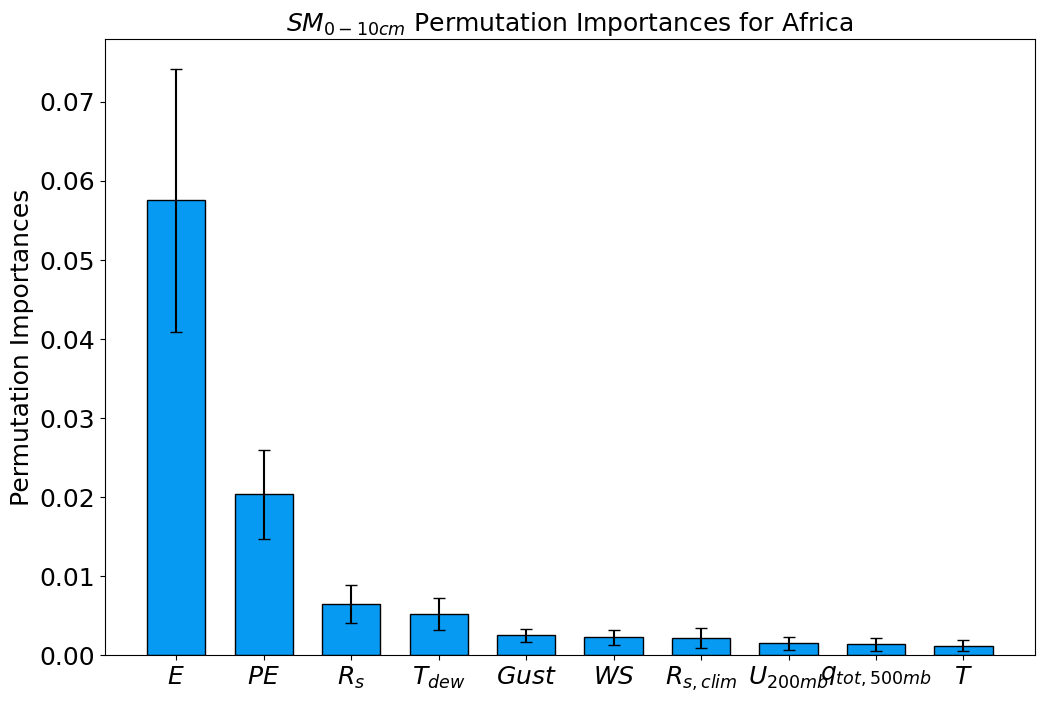 SM0-10cm Permutation Importances for Africa
Permutation Importances
0.07
0.06
0.05
0.04
0.03
0.02
0.01
0.00
E PE Rs Tdew Gust WS Rs,clim U200mb qtot,500mb T